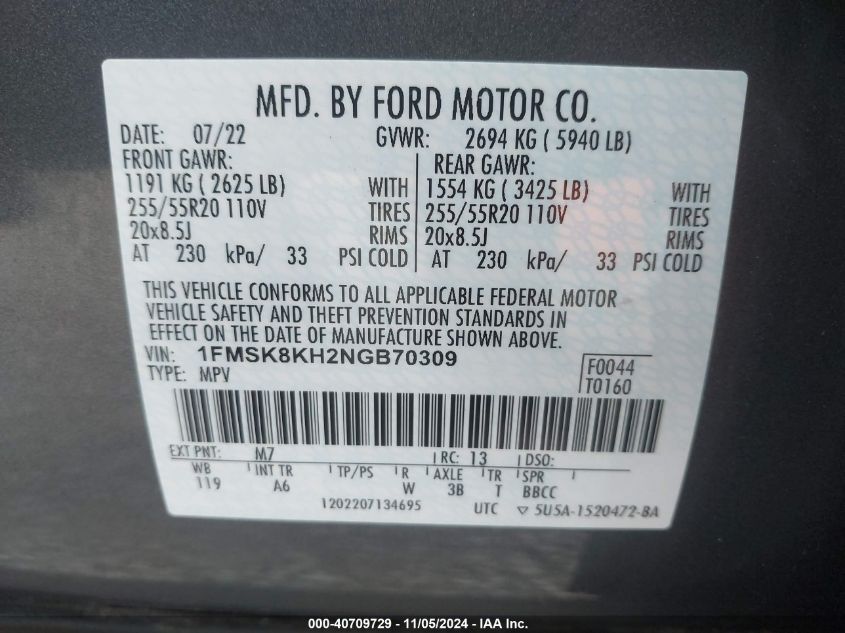 MFD. BY FORD MOTOR CO.
DATE: 07/22 GVWR: 2694 KG ( 5940 LB)
FRONT GAWR: REAR GAWR:
1191 KG ( 2625 LB) WITH 1554 KG ( 3425 LB) WITH
255/55R20 110V TIRES 255/55R20 110V TIRES
20x8.5J RIMS 20x8.5J RIMS
AT 230 kPa/ 33 PSI COLD AT 230 kPa/ 33 PSI COLD
THIS VEHICLE CONFORMS TO ALL APPLICABLE FEDERAL MOTOR
VEHICLE SAFETY AND THEFT PREVENTION STANDARDS IN
EFFECT ON THE DATE OF MANUFACTURE SHOWN ABOVE.
VIN: 1FMSK8KH2NGB70309 F0044
TYPE: MPV T0160
EXT PNT: M7 RC: 13 DSO:
WB INT TR TP/PS R AXLE TR SPR
119 A6 W 3B T BBCC
1202207134695 UTC ▽ 5U5A-1520472-BA
000-40709729 - 11/05/2024 - IAA Inc.